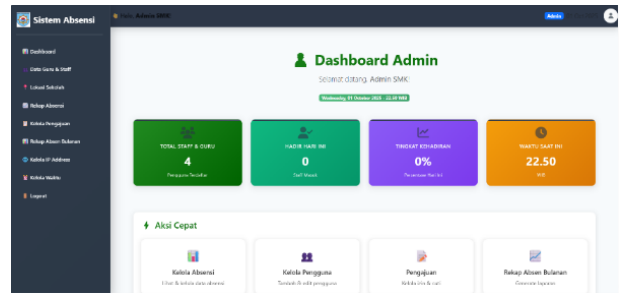 Sistem Absensi
Admin SMK
Admin
Dashboard
Data Guru & Staff
Lokasi Sekolah
Rekap Absensi
Kelola Pengajuan
Rekap Absen Bulanan
Kelola IP Address
Kelola Waktu
Logout
Dashboard Admin
Selamat datang, Admin SMK!
TOTAL STAFF & GURU
4
Pengguna Terdaftar
HADIR HARI INI
0
Staff Masuk
TINGKAT KEHADIRAN
0%
Persentase Hari Ini
WAKTU SAAT INI
22.50
WIB
Aksi Cepat
Kelola Absensi
Lihat & kelola data absensi
Kelola Pengguna
Tambah & edit pengguna
Pengajuan
Kelola izin & cuti
Rekap Absen Bulanan
Generate laporan